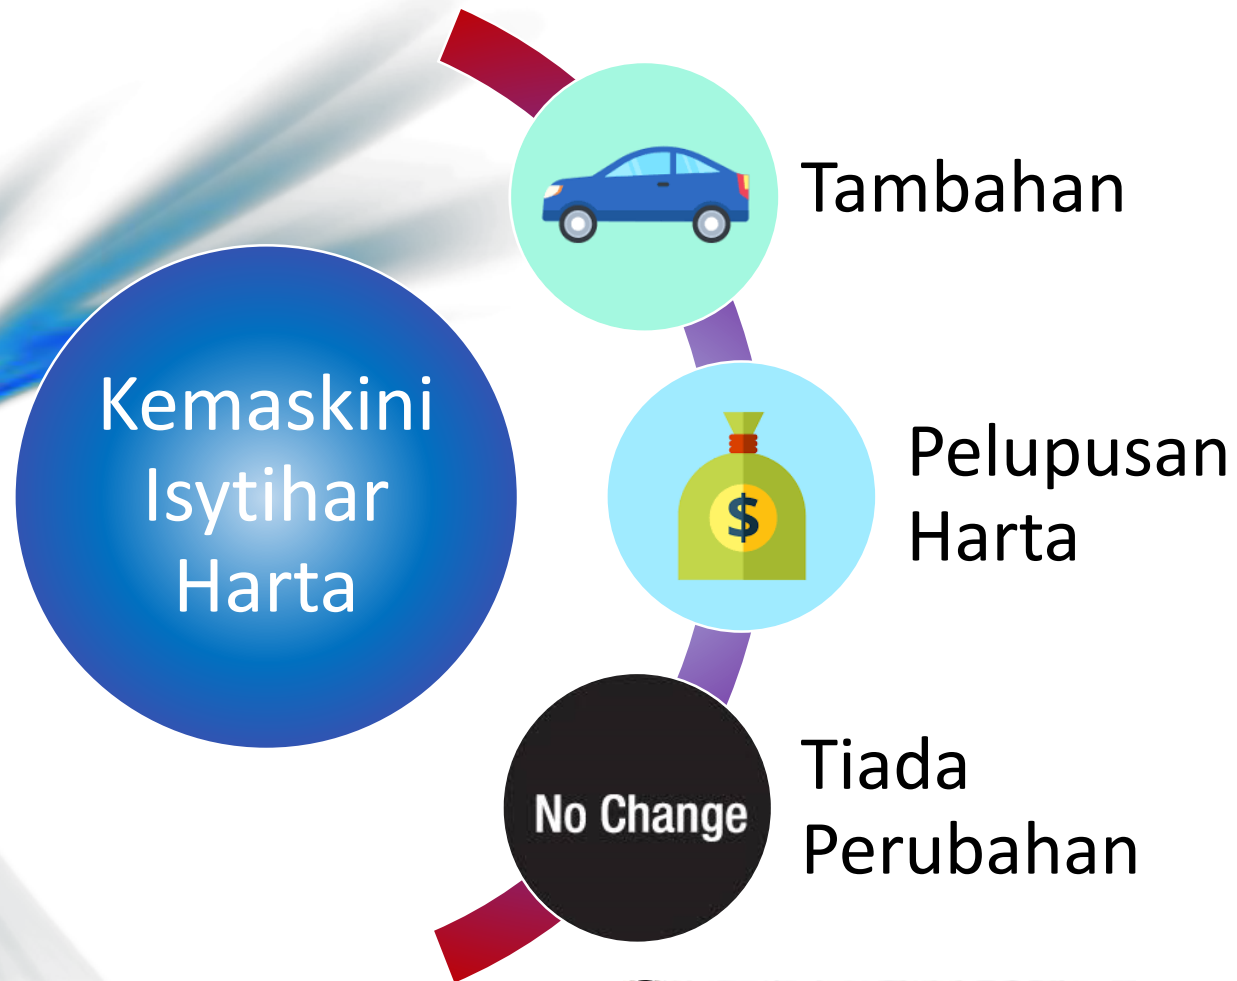 Tambahan
Kemaskini
Isytihar
Harta
Pelupusan
Harta
$
No Change
Tiada
Perubahan